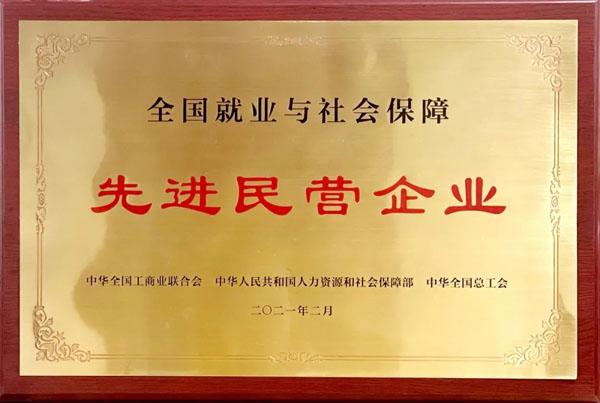 全国就业与社会保障
先进民营企业
中华全国工商业联合会 中华人民共和国人力资源和社会保障部 中华全国总工会
二〇二一年二月